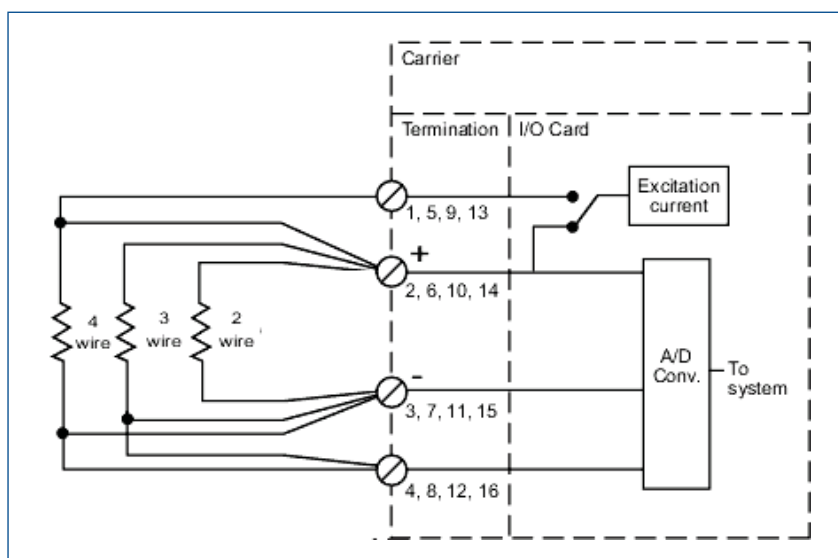 Carrier
Termination
I/O Card
Excitation
current
1, 5, 9, 13
+
2, 6, 10, 14
4
wire
3
wire
2
wire
A/D
Conv.
To
system
-
3, 7, 11, 15
4, 8, 12, 16